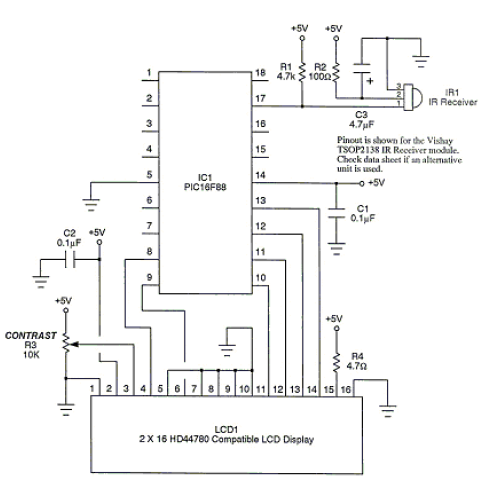 +5V
+5V
R1
4.7k
R2
100Ω
+
3
2
1
IR1
IR Receiver
C3
4.7µF
Pinout is shown for the Vishay
TSOP2138 IR Receiver module.
Check data sheet if an alternative
unit is used.
1
2
3
4
5
6
7
8
9
18
17
16
15
14
13
12
11
10
IC1
PIC16F88
+5V
C1
0.1µF
C2
0.1µF
+5V
+5V
CONTRAST
R3
10K
+5V
R4
4.7Ω
1 2 3 4 5 6 7 8 9 10 11 12 13 14 15 16
LCD1
2 X 16 HD44780 Compatible LCD Display